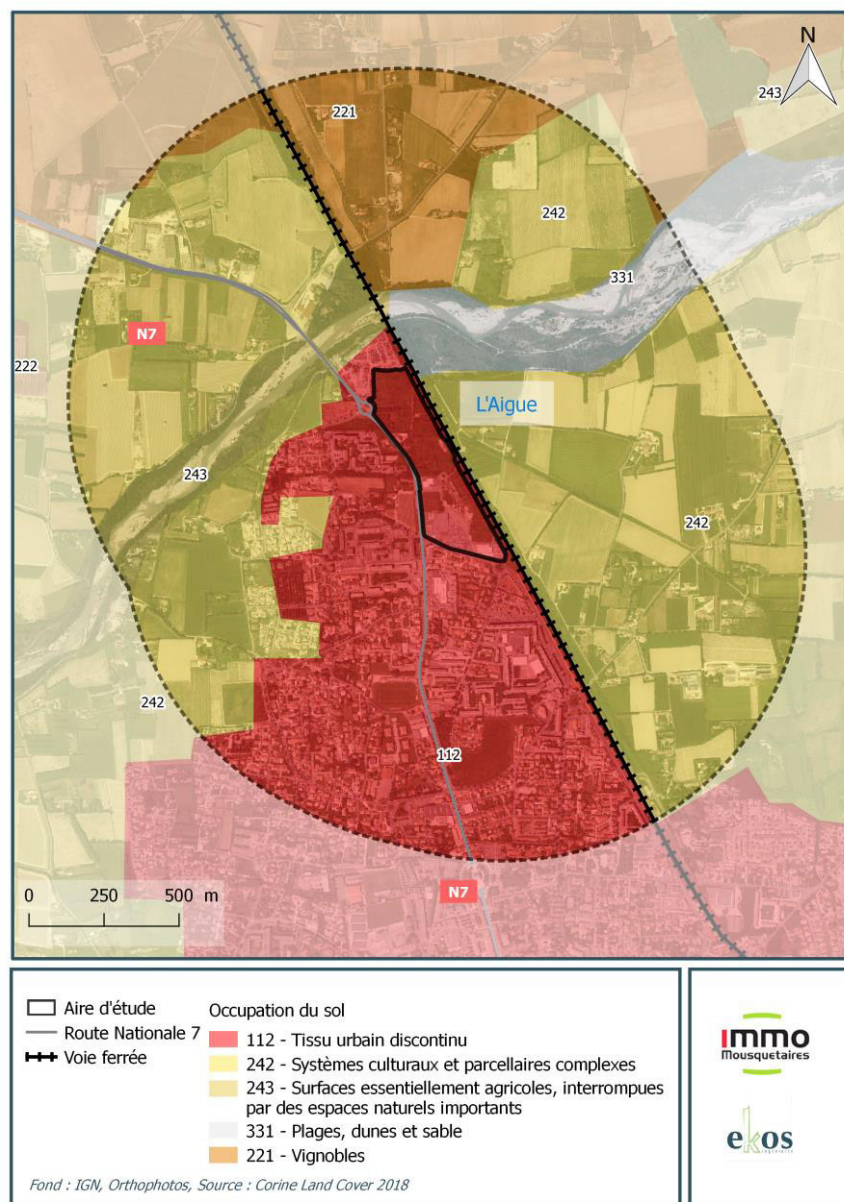 N
243
221
242
331
N7
222
L'Aigue
243
242
242
112
0 250 500 m
N7
Aire d'étude
Route Nationale 7
Voie ferrée
Occupation du sol
112 - Tissu urbain discontinu
242 - Systèmes culturaux et parcellaires complexes
243 - Surfaces essentiellement agricoles, interrompues
par des espaces naturels importants
331 - Plages, dunes et sable
221 - Vignobles
Fond : IGN, Orthophotos, Source : Corine Land Cover 2018
immo
Mousquetaires
ekos